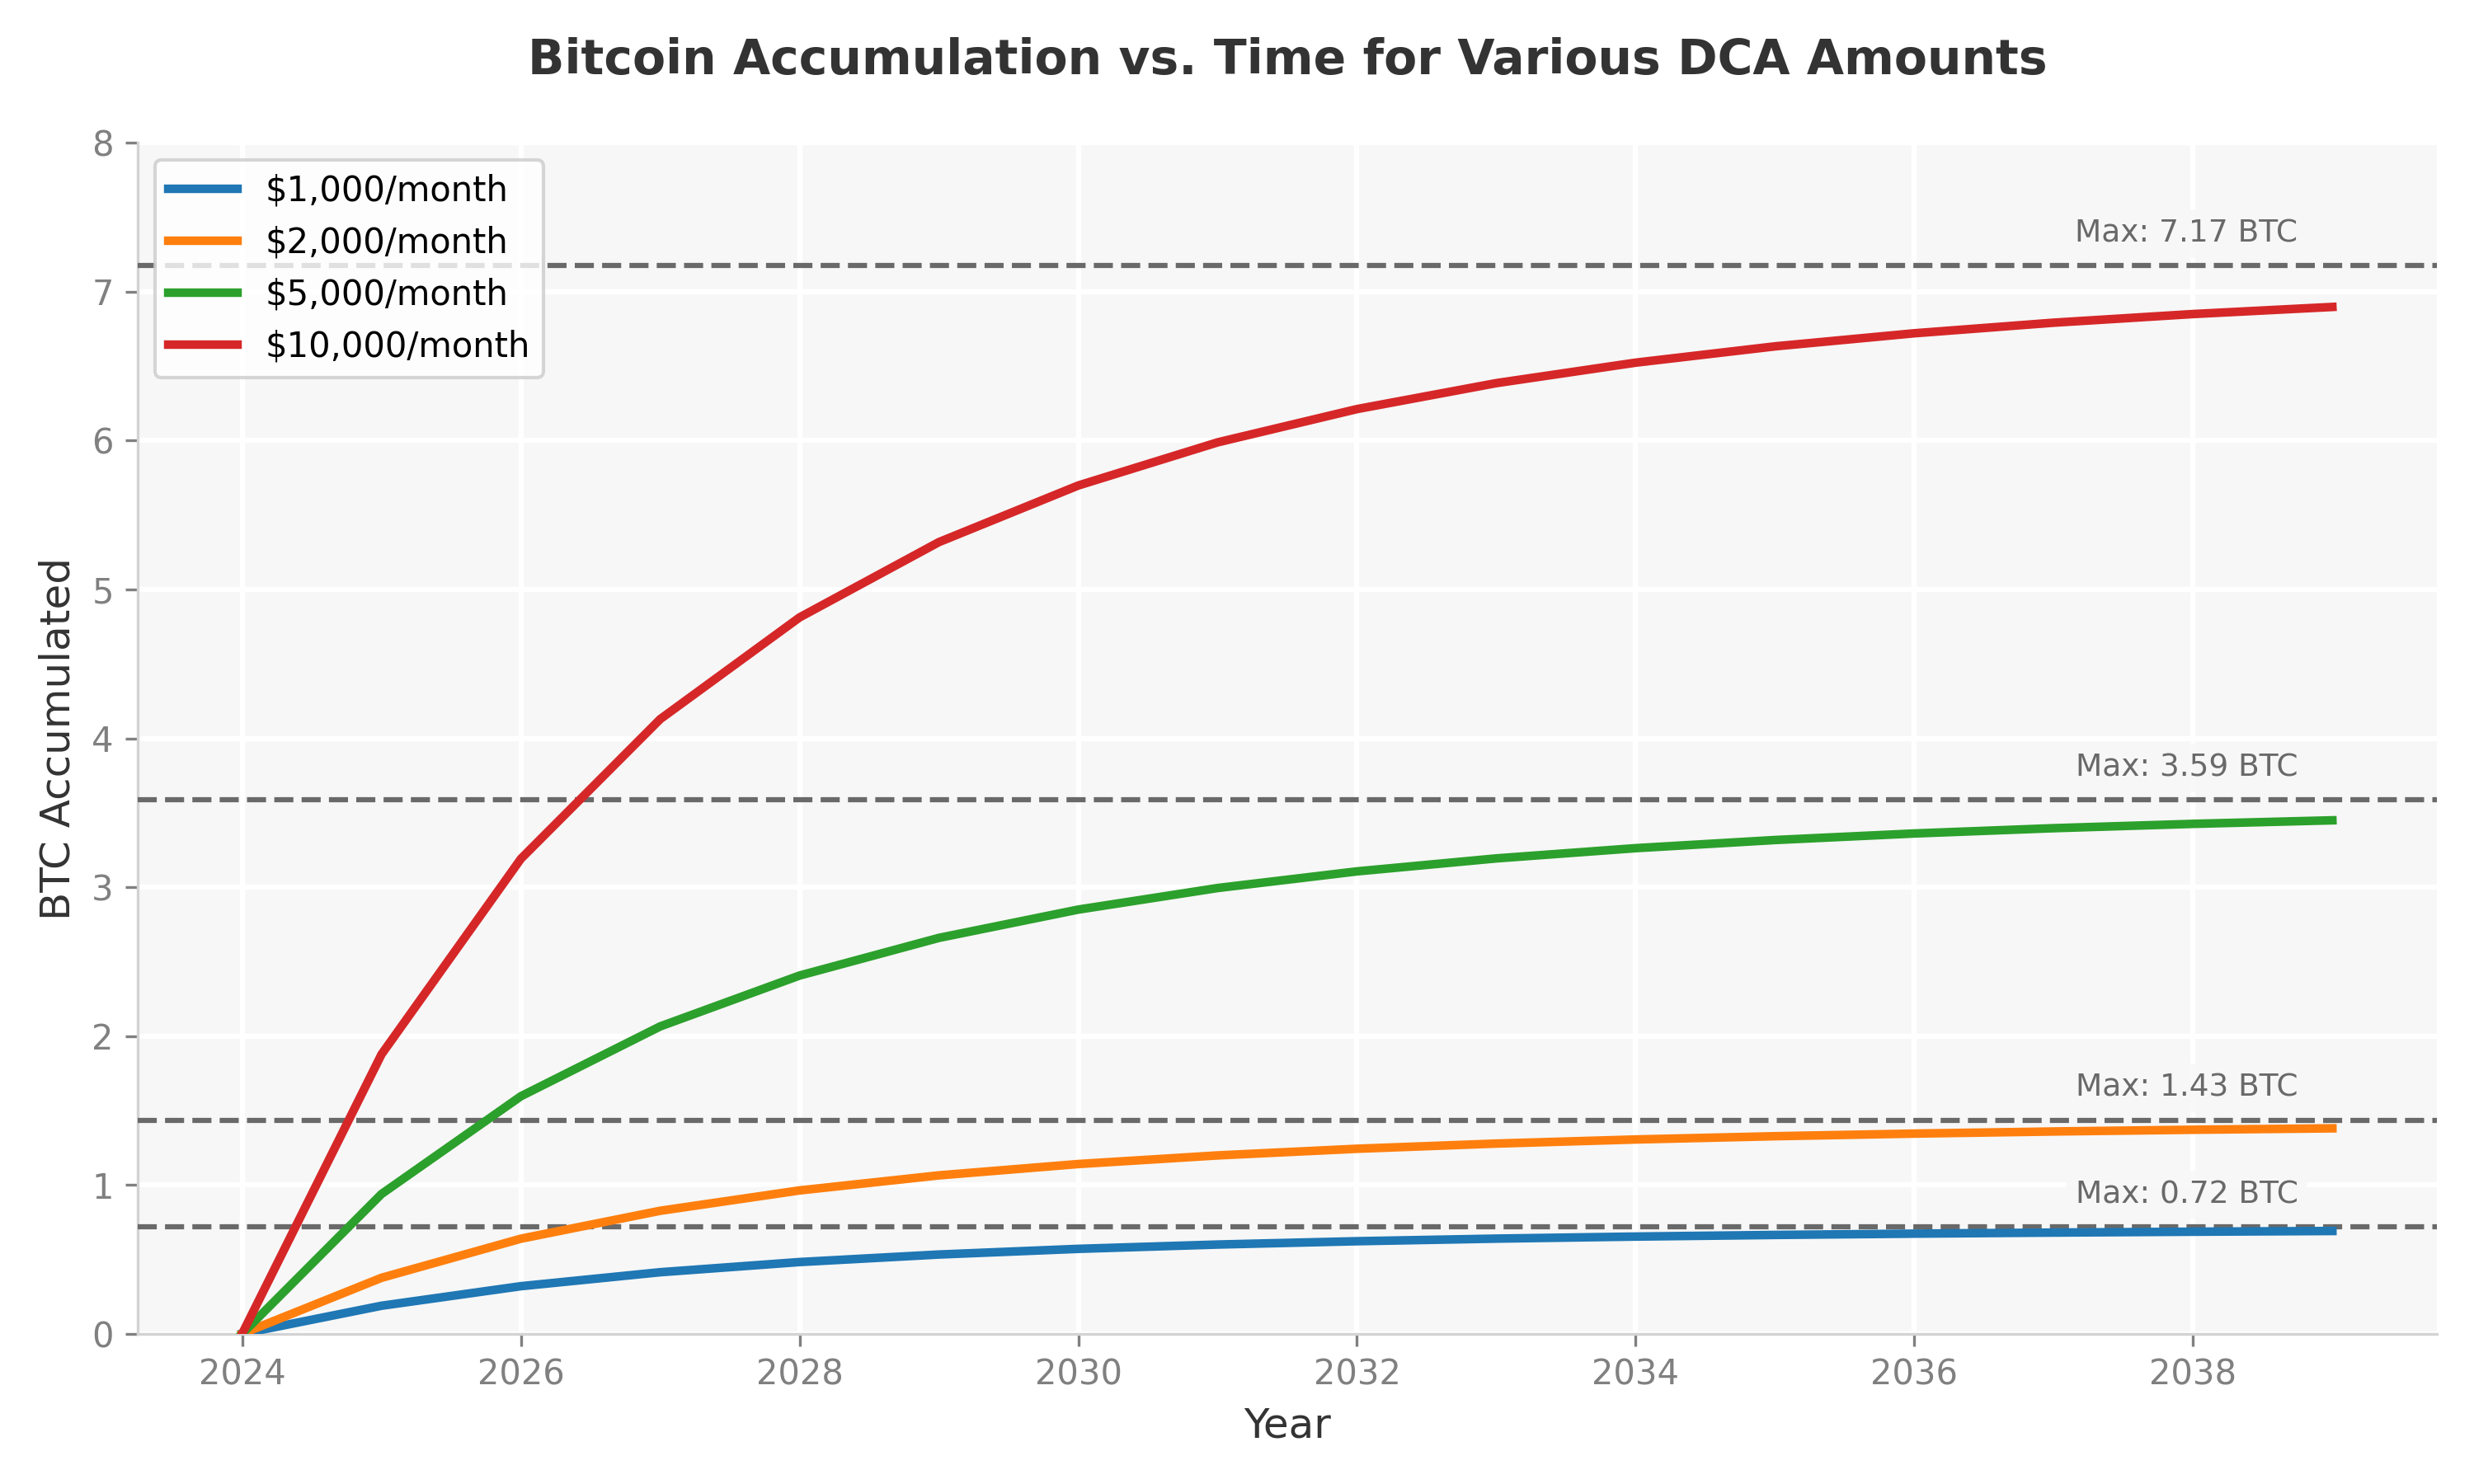 Bitcoin Accumulation vs. Time for Various DCA Amounts
BTC Accumulated
8
7
6
5
4
3
2
1
0
$1,000/month
$2,000/month
$5,000/month
$10,000/month
Max: 7.17 BTC
Max: 3.59 BTC
Max: 1.43 BTC
Max: 0.72 BTC
2024 2026 2028 2030 2032 2034 2036 2038
Year